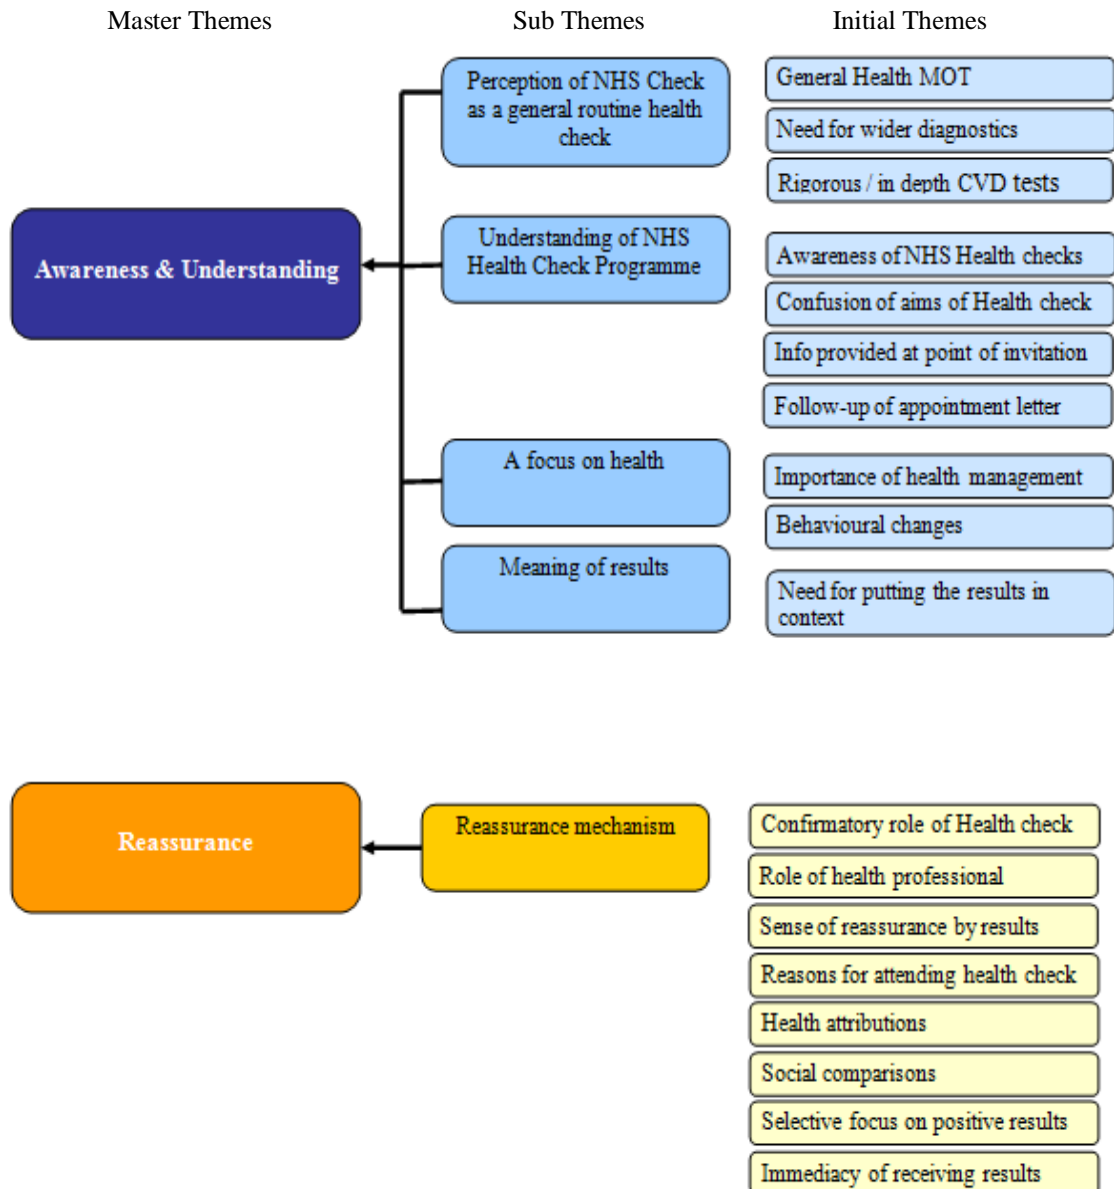 Master Themes
Sub Themes
Initial Themes
Perception of NHS Check
as a general routine health
check
General Health MOT
Need for wider diagnostics
Rigorous / in depth CVD tests
Awareness & Understanding
Understanding of NHS
Health Check Programme
Awareness of NHS Health checks
Confusion of aims of Health check
Info provided at point of invitation
Follow-up of appointment letter
A focus on health
Importance of health management
Behavioural changes
Meaning of results
Need for putting the results in
context
Reassurance
Reassurance mechanism
Confirmatory role of Health check
Role of health professional
Sense of reassurance by results
Reasons for attending health check
Health attributions
Social comparisons
Selective focus on positive results
Immediacy of receiving results